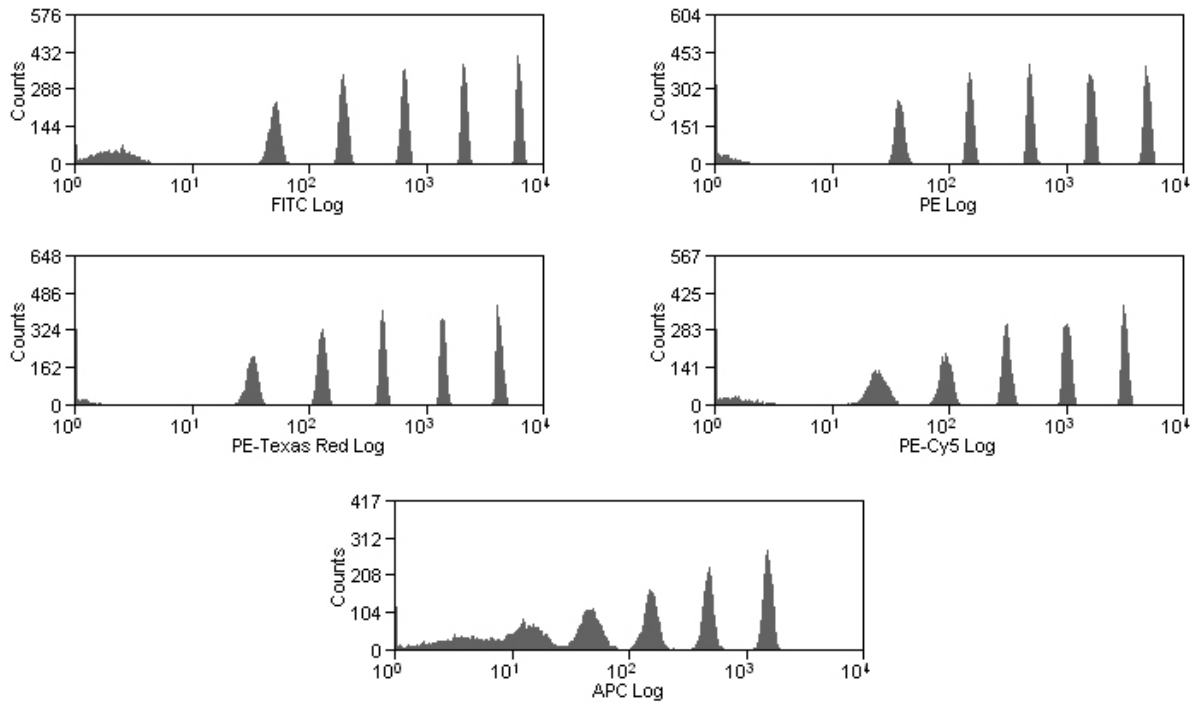 576
432
288
144
0
Counts
10⁰ 10¹ 10² 10³ 10⁴
FITC Log
604
453
302
151
0
Counts
10⁰ 10¹ 10² 10³ 10⁴
PE Log
648
486
324
162
0
Counts
10⁰ 10¹ 10² 10³ 10⁴
PE-Texas Red Log
567
425
283
141
0
Counts
10⁰ 10¹ 10² 10³ 10⁴
PE-Cy5 Log
417
312
208
104
0
Counts
10⁰ 10¹ 10² 10³ 10⁴
APC Log